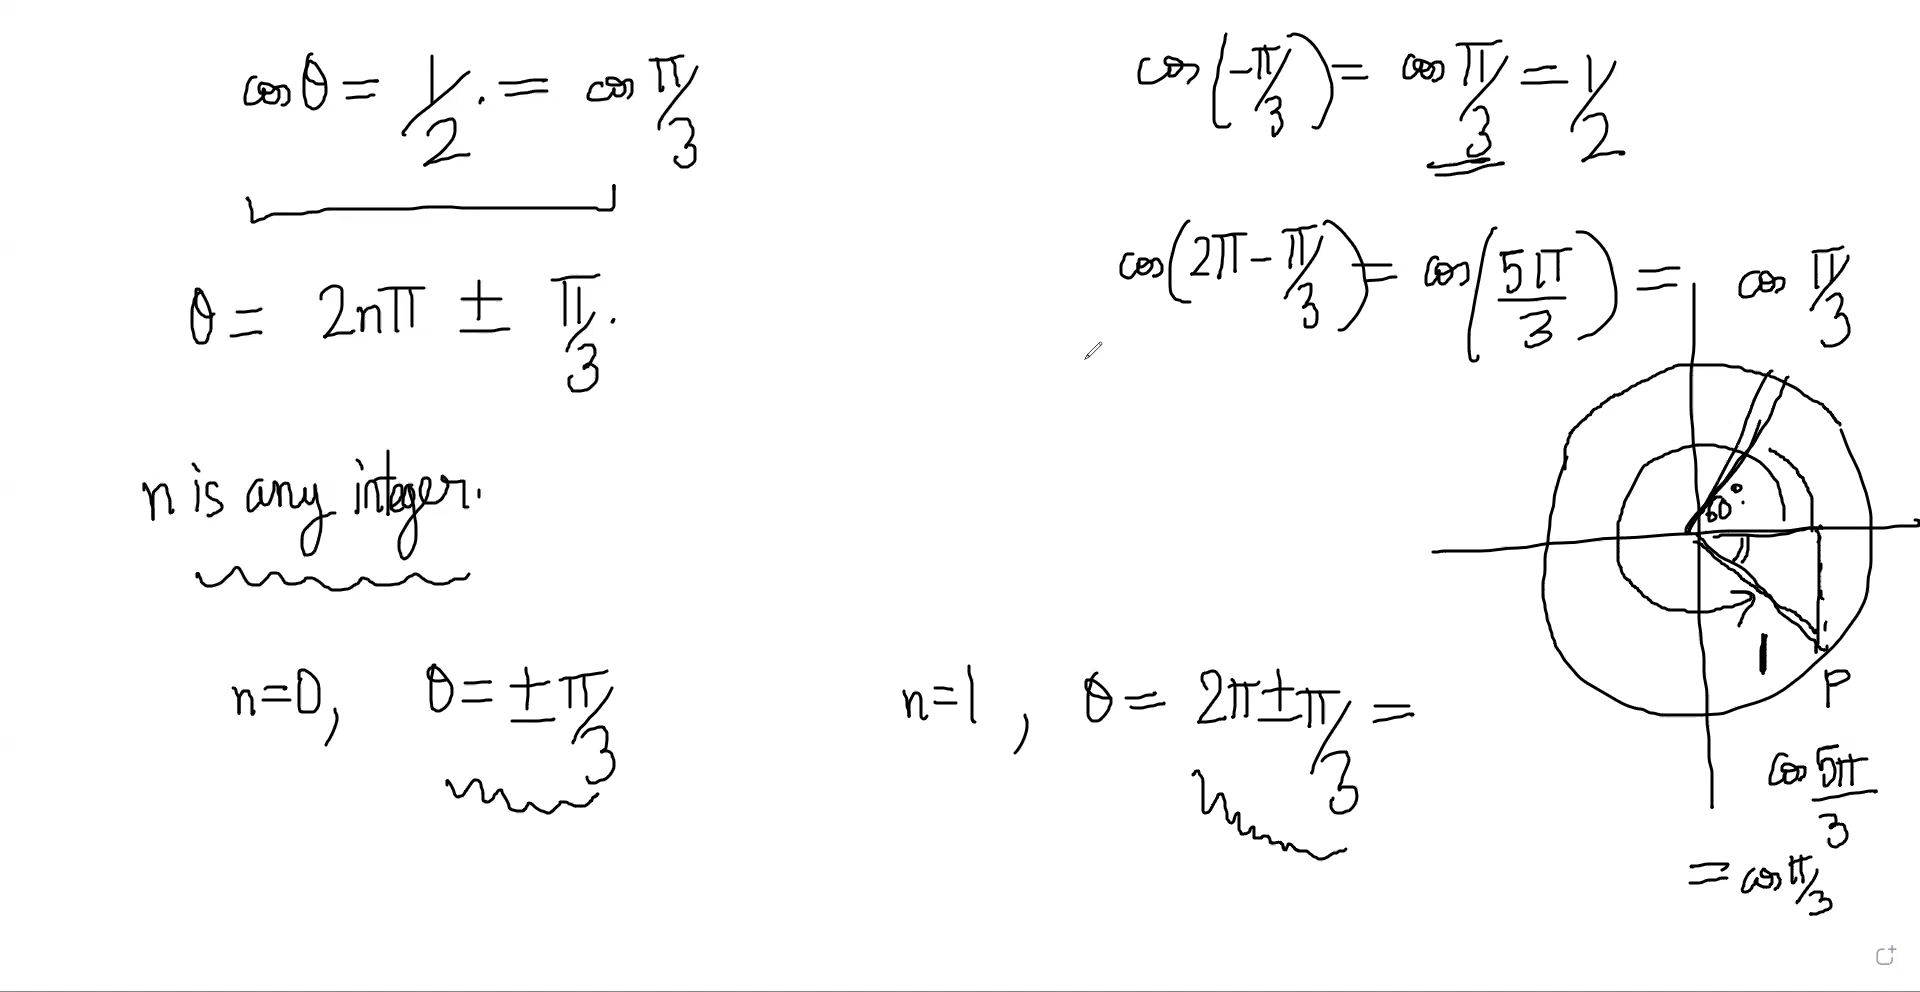 cosθ = 1/2 . = cos π/3
θ = 2nπ ± π/3 .
n is any integer.
n=0, θ = ± π/3
n=1, θ = 2π ± π/3 =
cos(-π/3) = cos π/3 = 1/2
cos(2π - π/3) = cos(5π/3) = cos π/3
60°
1
P
cos 5π/3
= cos π/3